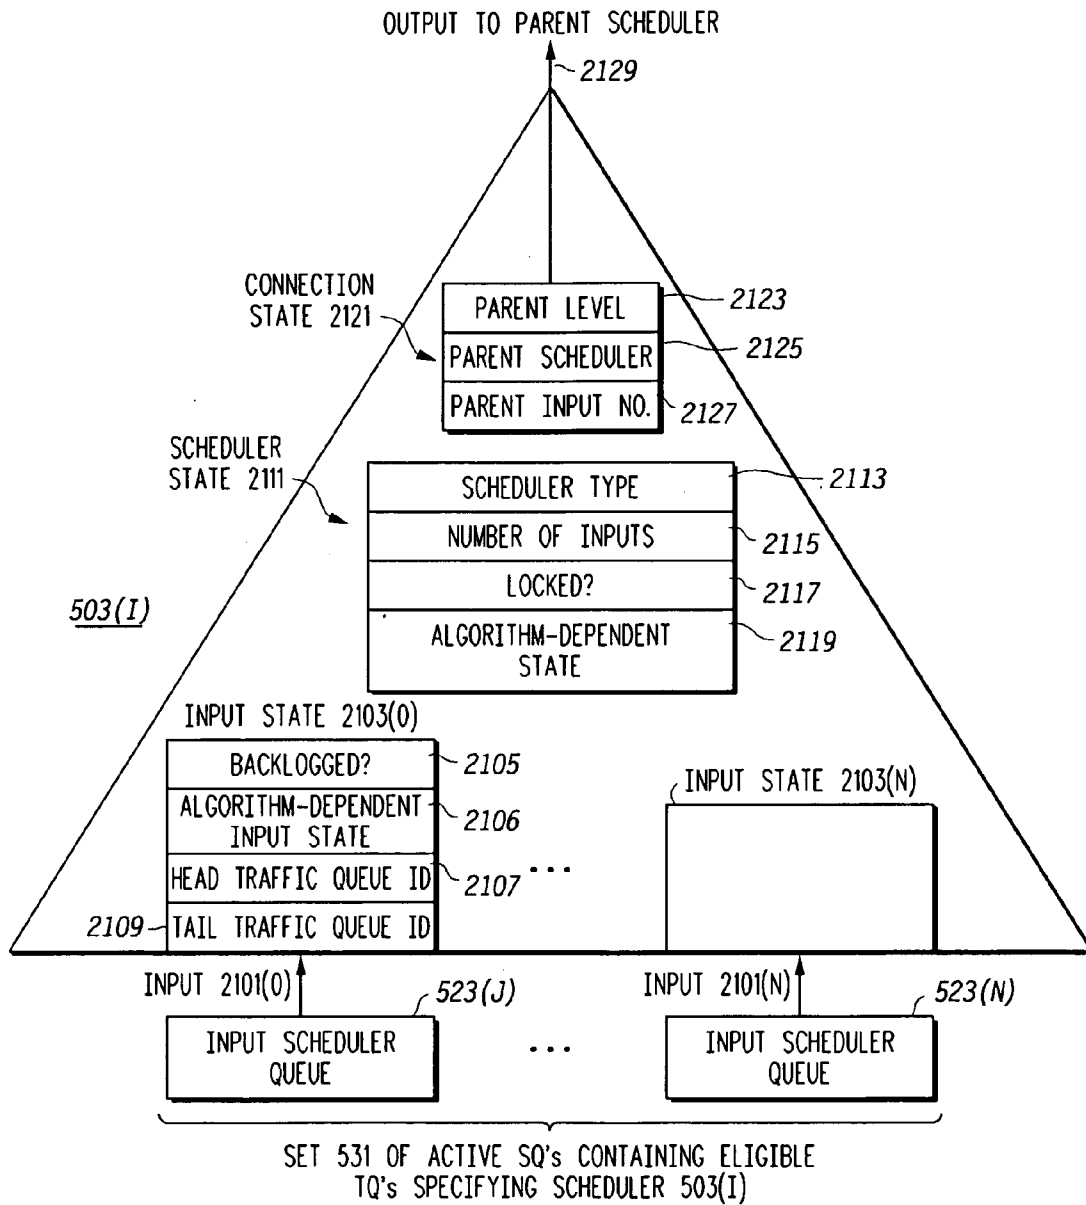 OUTPUT TO PARENT SCHEDULER
2129
CONNECTION
STATE 2121
PARENT LEVEL
2123
PARENT SCHEDULER
2125
PARENT INPUT NO.
2127
SCHEDULER
STATE 2111
SCHEDULER TYPE
2113
NUMBER OF INPUTS
2115
LOCKED?
2117
ALGORITHM-DEPENDENT
STATE
2119
503(I)
INPUT STATE 2103(0)
BACKLOGGED?
2105
ALGORITHM-DEPENDENT
INPUT STATE
2106
HEAD TRAFFIC QUEUE ID
2107
2109
TAIL TRAFFIC QUEUE ID
...
INPUT STATE 2103(N)
INPUT 2101(0)
523(J)
INPUT SCHEDULER
QUEUE
...
INPUT 2101(N)
523(N)
INPUT SCHEDULER
QUEUE
SET 531 OF ACTIVE SQ's CONTAINING ELIGIBLE
TQ's SPECIFYING SCHEDULER 503(I)